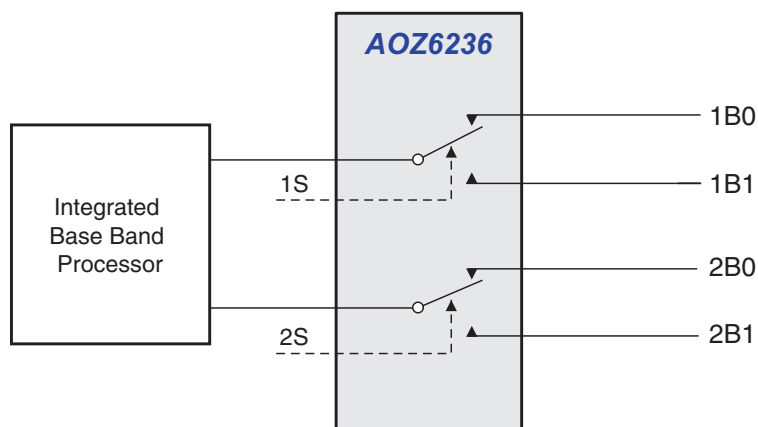 AOZ6236
1B0
1S
1B1
Integrated
Base Band
Processor
2B0
2S
2B1